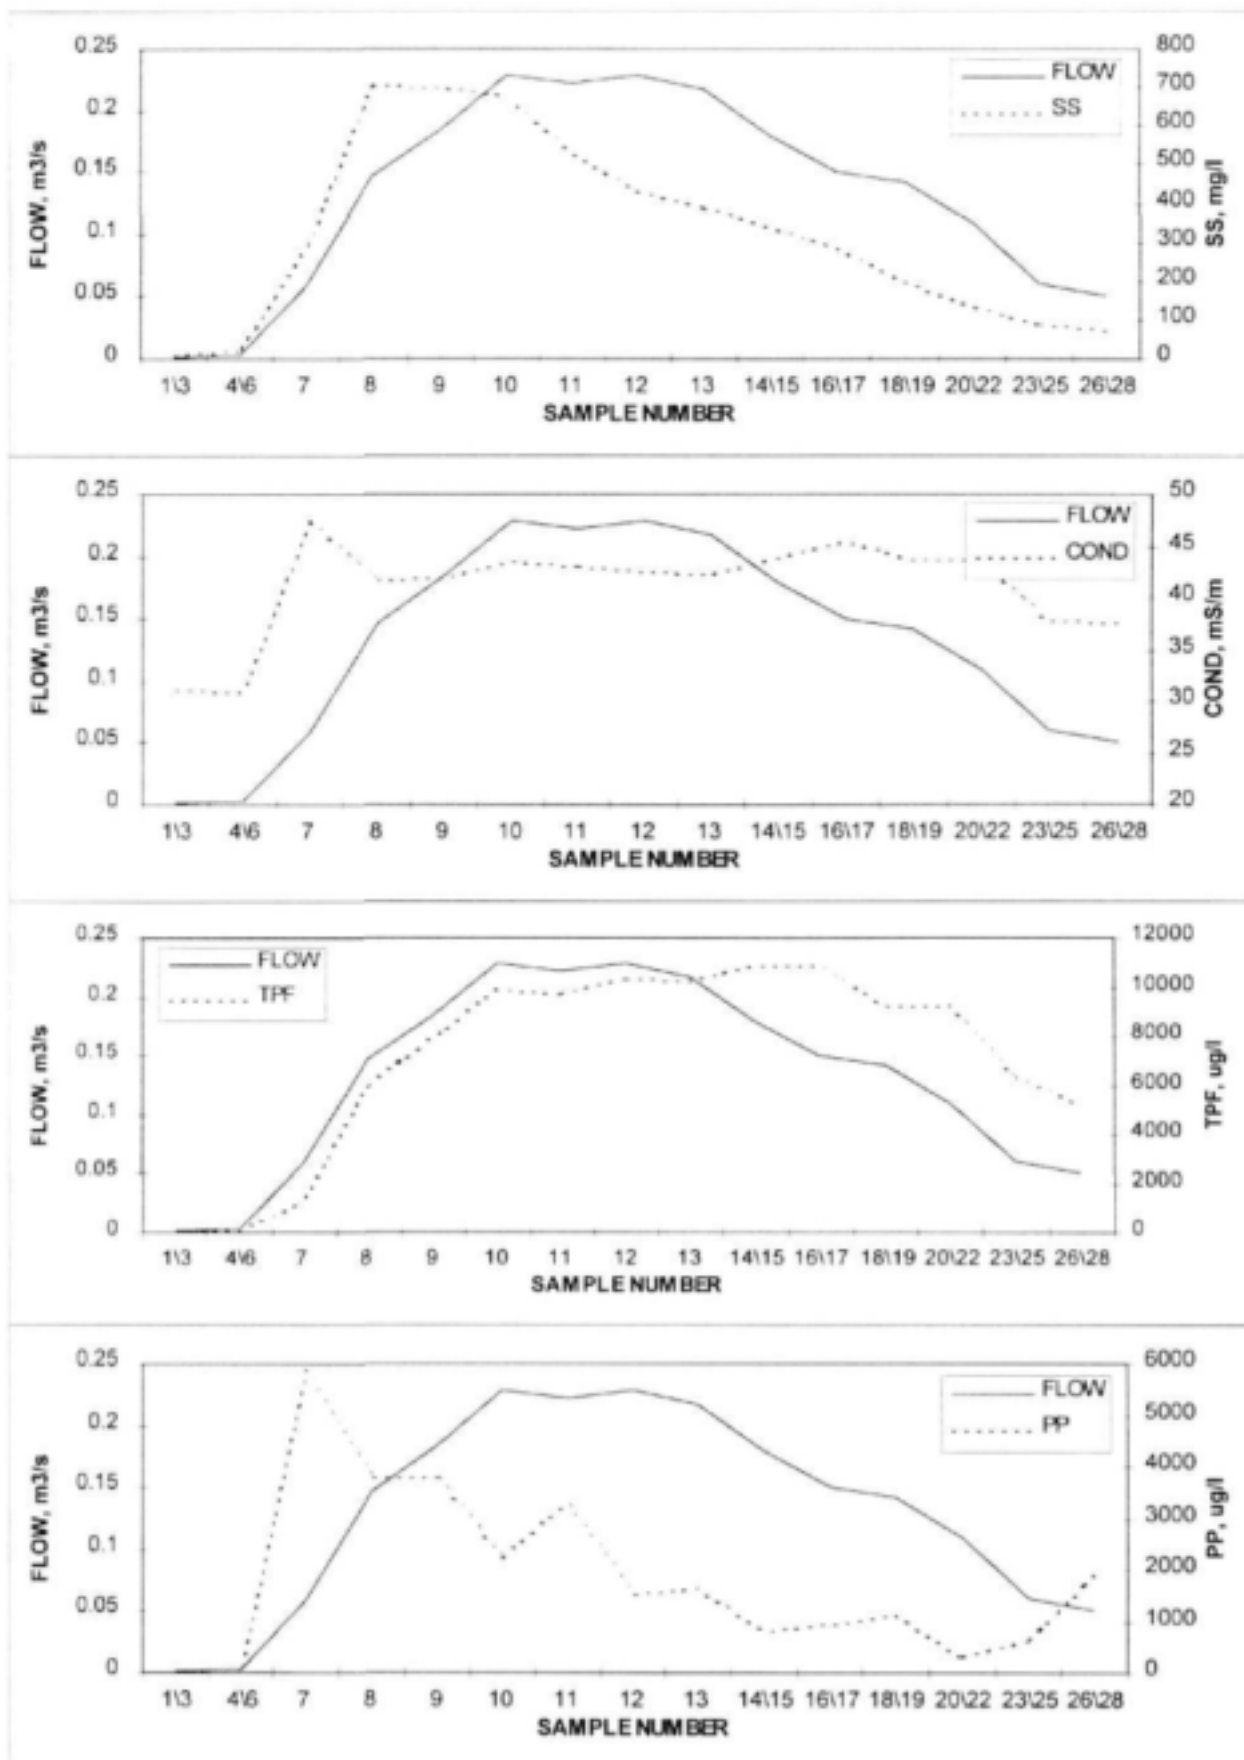 0.25
0.2
0.15
0.1
0.05
0
FLOW, m3/s
800
700
600
500
400
300
200
100
0
SS, mg/l
FLOW
SS
1\3 4\6 7 8 9 10 11 12 13 14\15 16\17 18\19 20\22 23\25 26\28
SAMPLE NUMBER
0.25
0.2
0.15
0.1
0.05
0
FLOW, m3/s
50
45
40
35
30
25
20
COND, mS/m
FLOW
COND
1\3 4\6 7 8 9 10 11 12 13 14\15 16\17 18\19 20\22 23\25 26\28
SAMPLE NUMBER
0.25
0.2
0.15
0.1
0.05
0
FLOW, m3/s
12000
10000
8000
6000
4000
2000
0
TPF, ug/l
FLOW
TPF
1\3 4\6 7 8 9 10 11 12 13 14\15 16\17 18\19 20\22 23\25 26\28
SAMPLE NUMBER
0.25
0.2
0.15
0.1
0.05
0
FLOW, m3/s
6000
5000
4000
3000
2000
1000
0
PP, ug/l
FLOW
PP
1\3 4\6 7 8 9 10 11 12 13 14\15 16\17 18\19 20\22 23\25 26\28
SAMPLE NUMBER